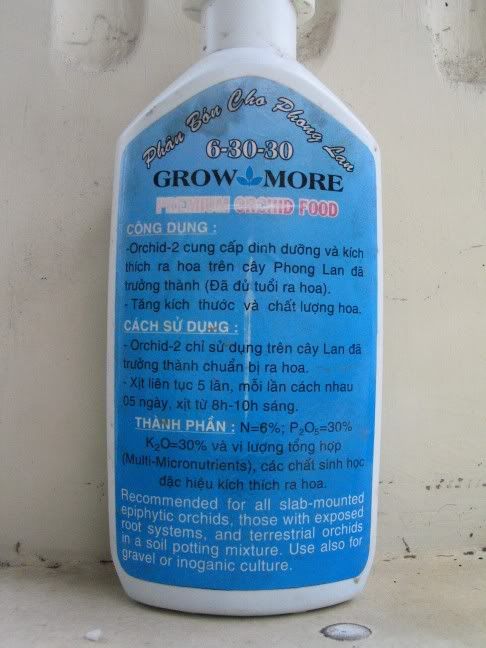 Phân Bón Cho Phong Lan
6-30-30
GROW MORE
PREMIUM ORCHID FOOD
CÔNG DỤNG :
-Orchid-2 cung cấp dinh dưỡng và kích
thích ra hoa trên cây Phong Lan đã
trưởng thành (Đã đủ tuổi ra hoa).
- Tăng kích thước và chất lượng hoa.
CÁCH SỬ DỤNG :
- Orchid-2 chỉ sử dụng trên cây Lan đã
trưởng thành chuẩn bị ra hoa.
- Xịt liên tục 5 lần, mỗi lần cách nhau
05 ngày, xịt từ 8h-10h sáng.
THÀNH PHẦN : N=6%; P₂O₅=30%
K₂O=30% và vi lượng tổng hợp
(Multi-Micronutrients), các chất sinh học
đặc hiệu kích thích ra hoa.
Recommended for all slab-mounted
epiphytic orchids, those with exposed
root systems, and terrestrial orchids
in a soil potting mixture. Use also for
gravel or inoganic culture.